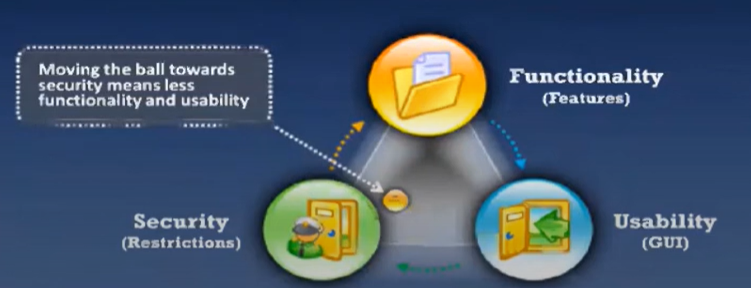 Moving the ball towards
security means less
functionality and usability
Functionality
(Features)
Security
(Restrictions)
Usability
(GUI)